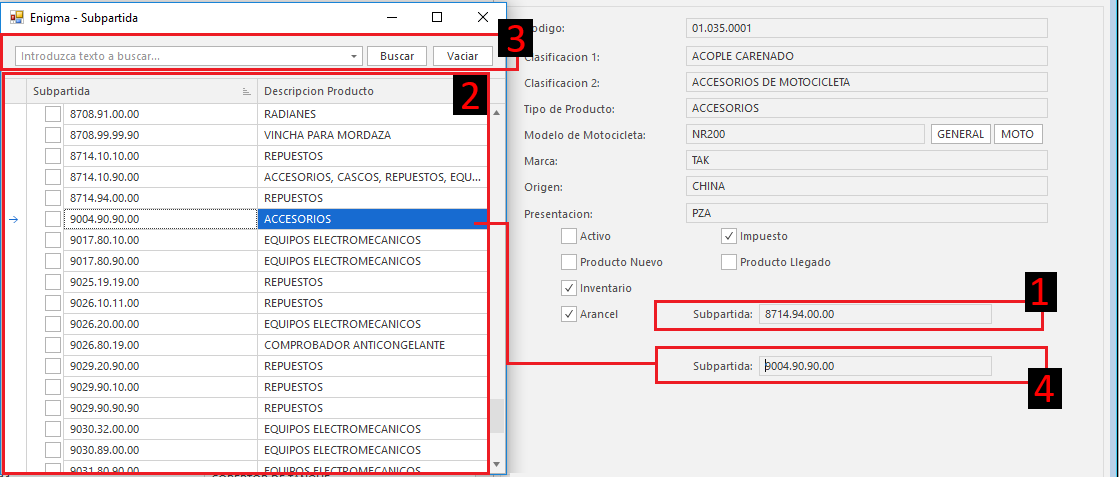 Enigma - Subpartida
3
Introduzca texto a buscar...
Buscar
Vaciar
Subpartida
Descripcion Producto
2
8708.91.00.00 RADIANES
8708.99.99.90 VINCHA PARA MORDAZA
8714.10.10.00 REPUESTOS
8714.10.90.00 ACCESORIOS, CASCOS, REPUESTOS, EQU...
8714.94.00.00 REPUESTOS
9004.90.90.00 ACCESORIOS
9017.80.10.00 EQUIPOS ELECTROMECANICOS
9017.80.90.00 EQUIPOS ELECTROMECANICOS
9025.19.19.00 REPUESTOS
9026.10.11.00 REPUESTOS
9026.20.00.00 EQUIPOS ELECTROMECANICOS
9026.80.19.00 COMPROBADOR ANTICONGELANTE
9029.20.90.00 REPUESTOS
9029.90.10.00 REPUESTOS
9029.90.90.90 REPUESTOS
9030.32.00.00 EQUIPOS ELECTROMECANICOS
9030.89.00.00 EQUIPOS ELECTROMECANICOS
9031.80.90.00 EQUIPOS ELECTROMECANICOS
odigo: 01.035.0001
Clasificacion 1: ACOPLE CARENADO
Clasificacion 2: ACCESORIOS DE MOTOCICLETA
Tipo de Producto: ACCESORIOS
Modelo de Motocicleta: NR200 GENERAL MOTO
Marca: TAK
Origen: CHINA
Presentacion: PZA
Activo Impuesto
Producto Nuevo Producto Llegado
Inventario
Arancel Subpartida: 8714.94.00.00
1
Subpartida: 9004.90.90.00
4